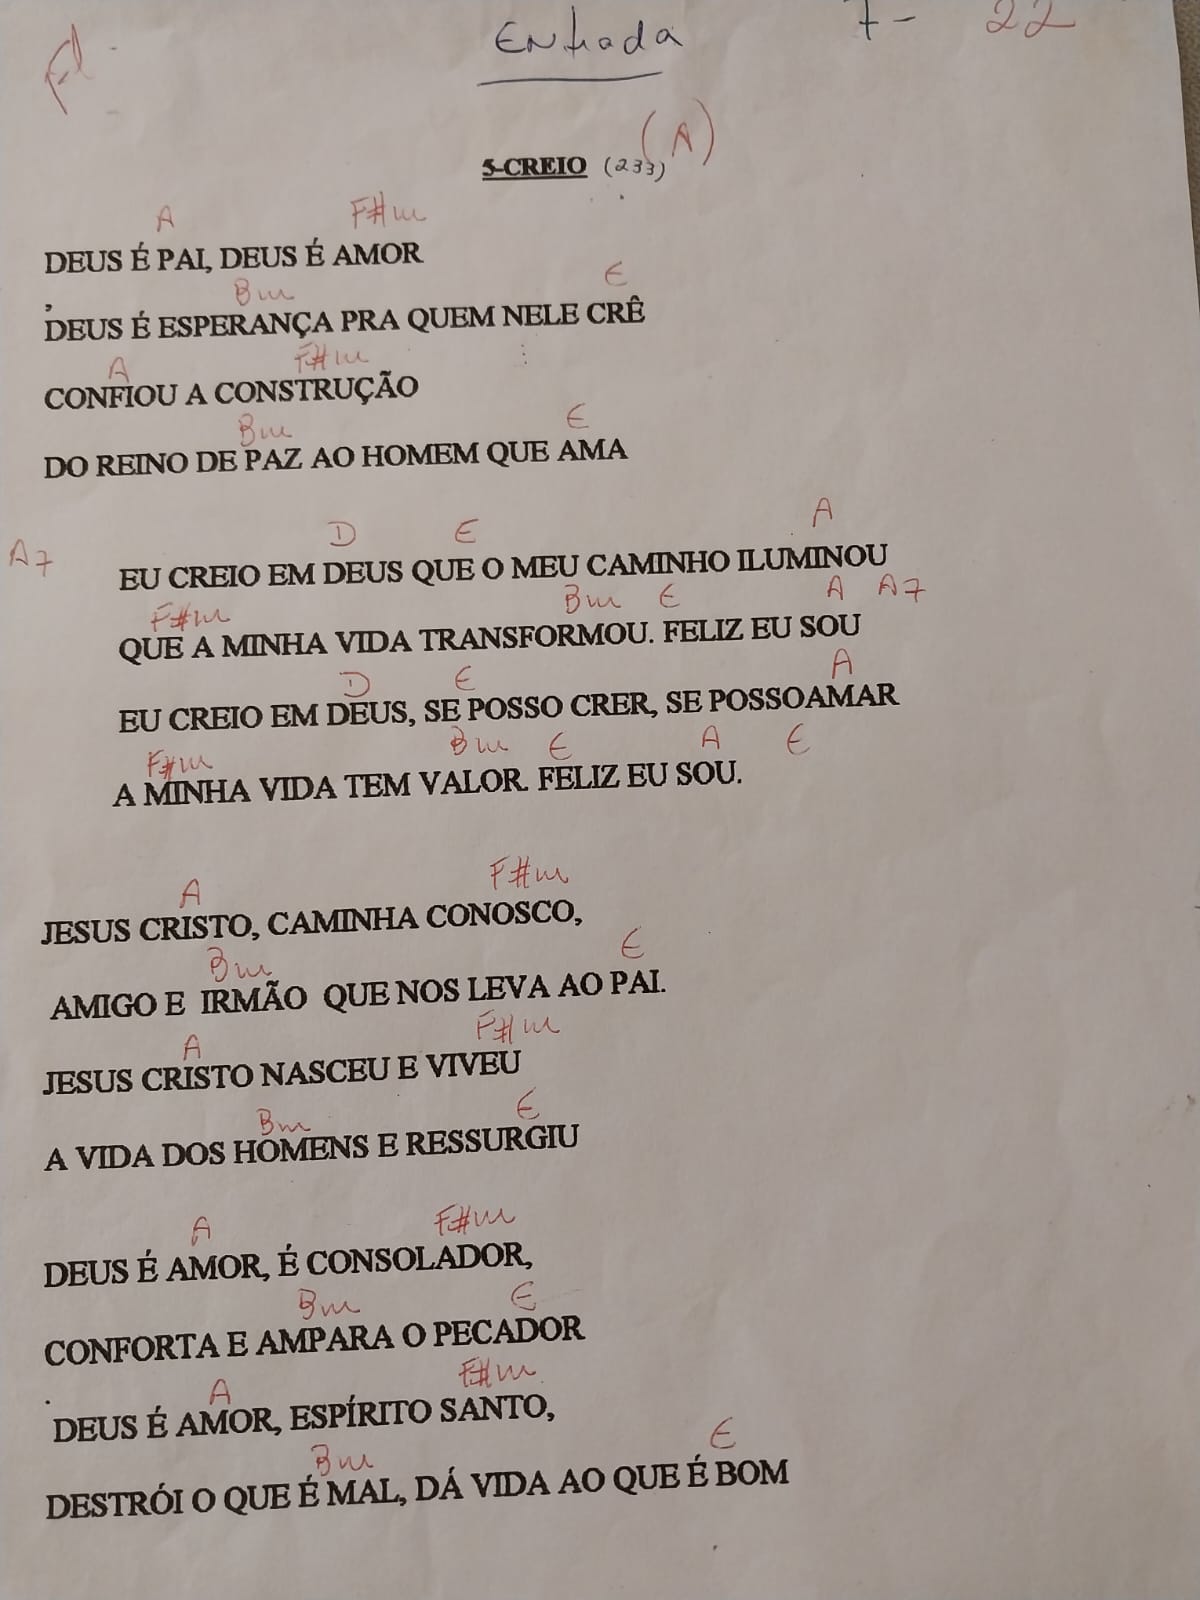 Entrada 7- 22
(A)
5-CREIO (233)
A F#m
DEUS É PAI, DEUS É AMOR
Bm E
DEUS É ESPERANÇA PRA QUEM NELE CRÊ
A F#m
CONFIOU A CONSTRUÇÃO
Bm E
DO REINO DE PAZ AO HOMEM QUE AMA
A7 D E A
EU CREIO EM DEUS QUE O MEU CAMINHO ILUMINOU
F#m Bm E A A7
QUE A MINHA VIDA TRANSFORMOU. FELIZ EU SOU
D E A
EU CREIO EM DEUS, SE POSSO CRER, SE POSSOAMAR
F#m Bm E A E
A MINHA VIDA TEM VALOR. FELIZ EU SOU.
A F#m
JESUS CRISTO, CAMINHA CONOSCO,
Bm E
AMIGO E IRMÃO QUE NOS LEVA AO PAI.
A F#m
JESUS CRISTO NASCEU E VIVEU
Bm E
A VIDA DOS HOMENS E RESSURGIU
A F#m
DEUS É AMOR, É CONSOLADOR,
Bm E
CONFORTA E AMPARA O PECADOR
A F#m
DEUS É AMOR, ESPÍRITO SANTO,
Bm E
DESTRÓI O QUE É MAL, DÁ VIDA AO QUE É BOM